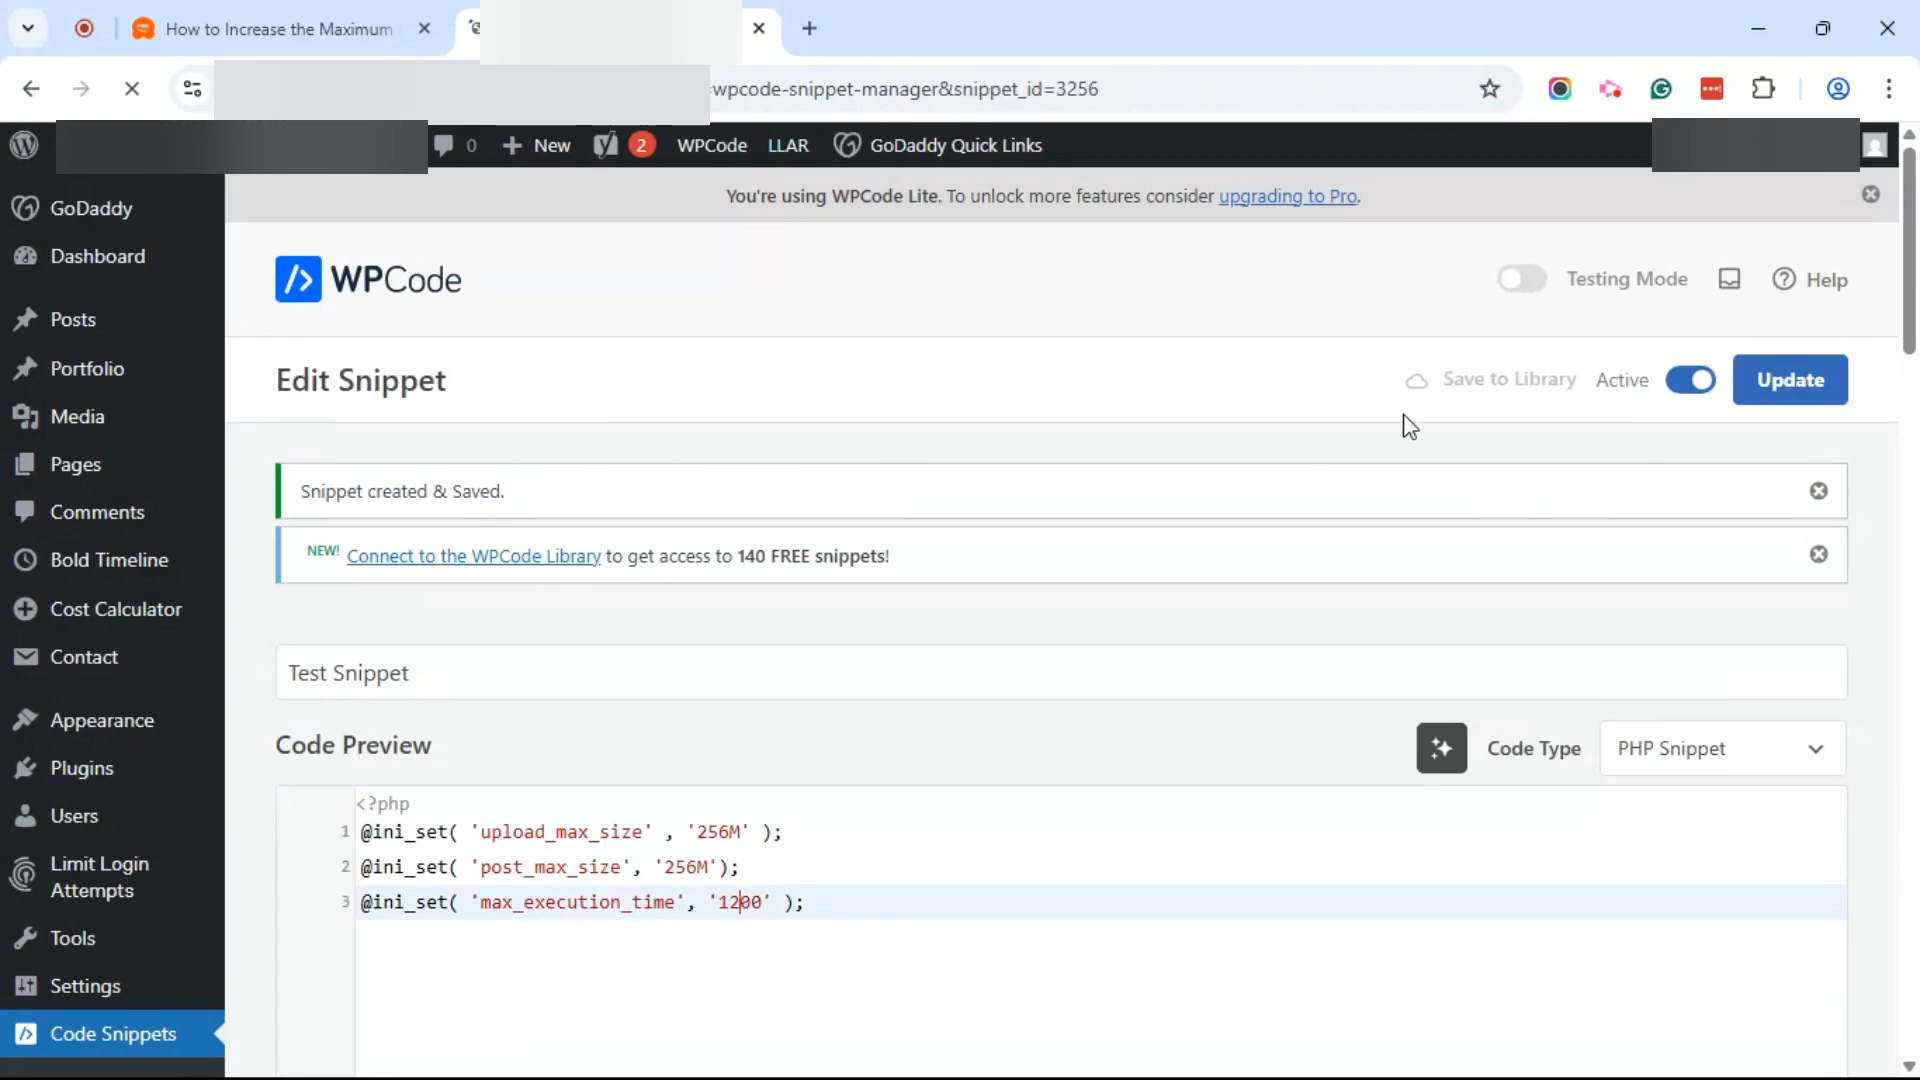 How to Increase the Maximum
=wpcode-snippet-manager&snippet_id=3256
0 New 2 WPCode LLAR GoDaddy Quick Links
You're using WPCode Lite. To unlock more features consider upgrading to Pro.
GoDaddy
Dashboard
Posts
Portfolio
Media
Pages
Comments
Bold Timeline
Cost Calculator
Contact
Appearance
Plugins
Users
Limit Login
Attempts
Tools
Settings
Code Snippets
WPCode
Testing Mode Help
Edit Snippet
Save to Library Active Update
Snippet created & Saved.
NEW! Connect to the WPCode Library to get access to 140 FREE snippets!
Test Snippet
Code Preview
Code Type PHP Snippet
<?php
1 @ini_set( 'upload_max_size' , '256M' );
2 @ini_set( 'post_max_size', '256M');
3 @ini_set( 'max_execution_time', '1200' );